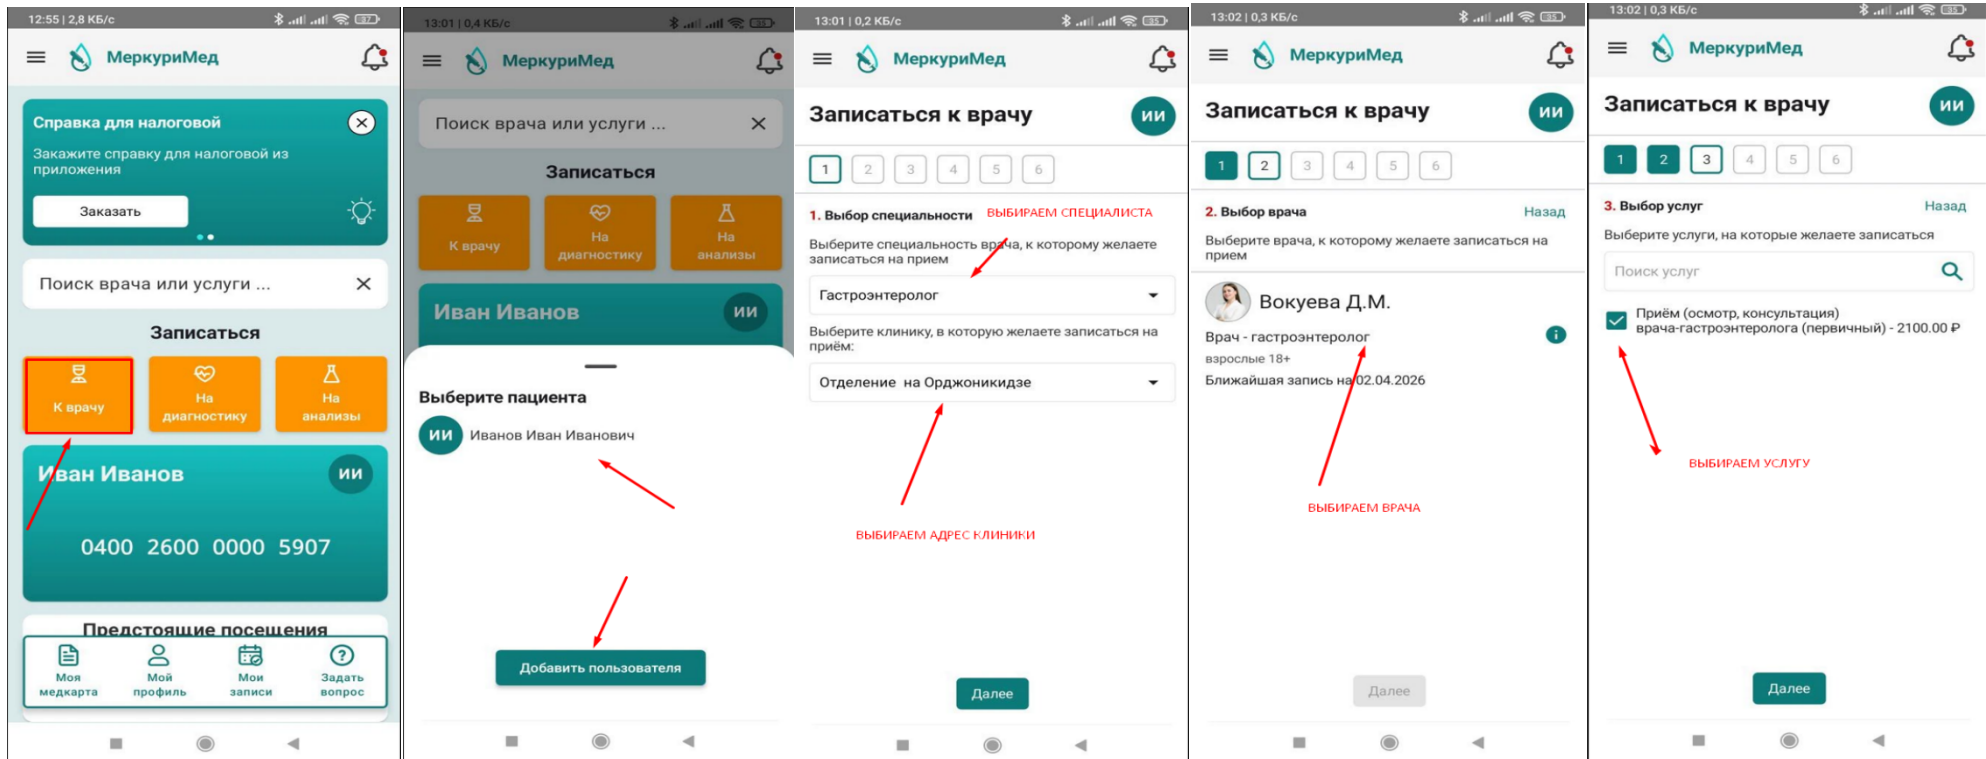 12:55 | 2,8 КБ/с
37
МеркуриМед
Справка для налоговой
Закажите справку для налоговой из
приложения
Заказать
Поиск врача или услуги ...
Записаться
К врачу
На
диагностику
На
анализы
Иван Иванов
ИИ
0400 2600 0000 5907
Предстоящие посещения
Моя
медкарта
Мой
профиль
Мои
записи
Задать
вопрос
13:01 | 0,4 КБ/с
35
МеркуриМед
Поиск врача или услуги ...
Записаться
К врачу
На
диагностику
На
анализы
Иван Иванов
ИИ
Выберите пациента
ИИ
Иванов Иван Иванович
Добавить пользователя
13:01 | 0,2 КБ/с
35
МеркуриМед
Записаться к врачу
ИИ
1 2 3 4 5 6
1. Выбор специальности
ВЫБИРАЕМ СПЕЦИАЛИСТА
Выберите специальность врача, к которому желаете
записаться на прием
Гастроэнтеролог
Выберите клинику, в которую желаете записаться на
приём:
Отделение на Орджоникидзе
ВЫБИРАЕМ АДРЕС КЛИНИКИ
Далее
13:02 | 0,3 КБ/с
35
МеркуриМед
Записаться к врачу
ИИ
1 2 3 4 5 6
2. Выбор врача
Назад
Выберите врача, к которому желаете записаться на
прием
Вокуева Д.М.
Врач - гастроэнтеролог
взрослые 18+
Ближайшая запись на 02.04.2026
ВЫБИРАЕМ ВРАЧА
Далее
13:02 | 0,3 КБ/с
35
МеркуриМед
Записаться к врачу
ИИ
1 2 3 4 5 6
3. Выбор услуг
Назад
Выберите услуги, на которые желаете записаться
Поиск услуг
Приём (осмотр, консультация)
врача-гастроэнтеролога (первичный) - 2100.00 ₽
ВЫБИРАЕМ УСЛУГУ
Далее